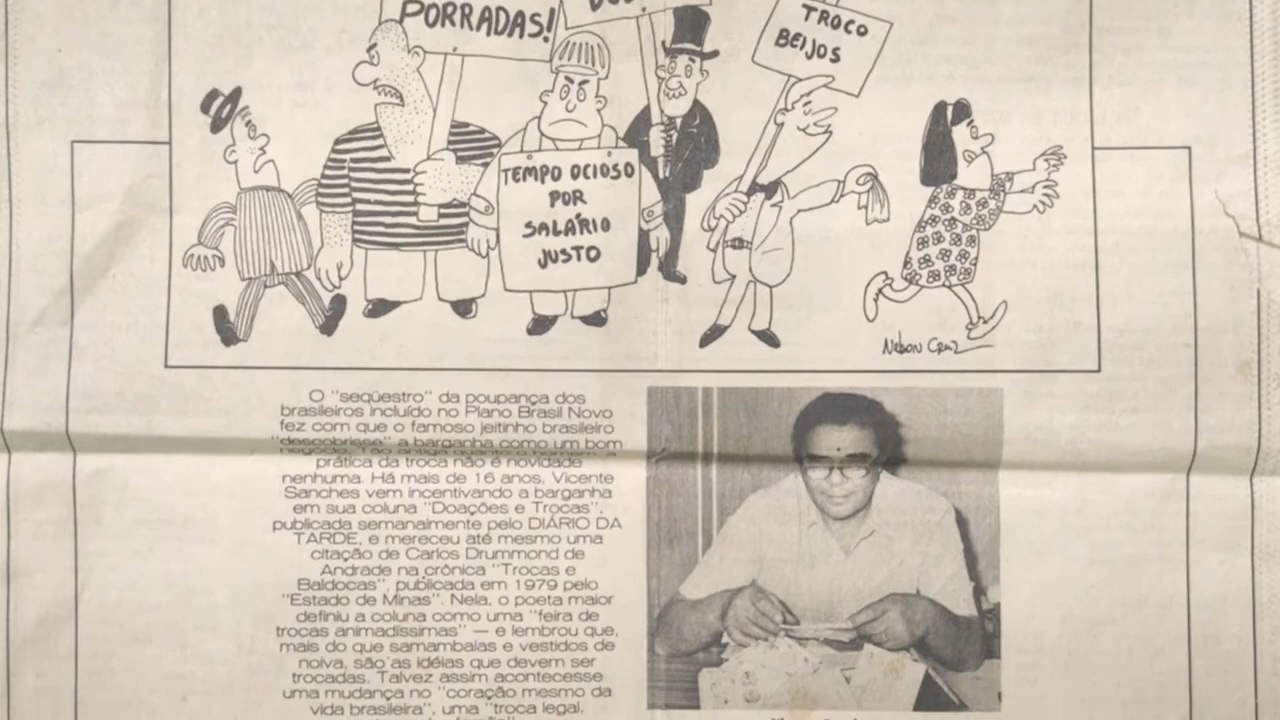 PORRADAS!
TROCO
BEIJOS
TEMPO OCIOSO
POR
SALÁRIO
JUSTO
Nelson Cruz
O "seqüestro" da poupança dos
brasileiros incluído no Plano Brasil Novo
fez com que o famoso jeitinho brasileiro
"descobrisse" a barganha como um bom
negócio. Tão antiga quanto o homem, a
prática da troca não é novidade
nenhuma. Há mais de 16 anos, Vicente
Sanches vem incentivando a barganha
em sua coluna "Doações e Trocas",
publicada semanalmente pelo DIÁRIO DA
TARDE, e mereceu até mesmo uma
citação de Carlos Drummond de
Andrade na crônica "Trocas e
Baldocas", publicada em 1979 pelo
"Estado de Minas". Nela, o poeta maior
definiu a coluna como uma "feira de
trocas animadíssimas" — e lembrou que,
mais do que samambaias e vestidos de
noiva, são as idéias que devem ser
trocadas. Talvez assim acontecesse
uma mudança no "coração mesmo da
vida brasileira", uma "troca legal,